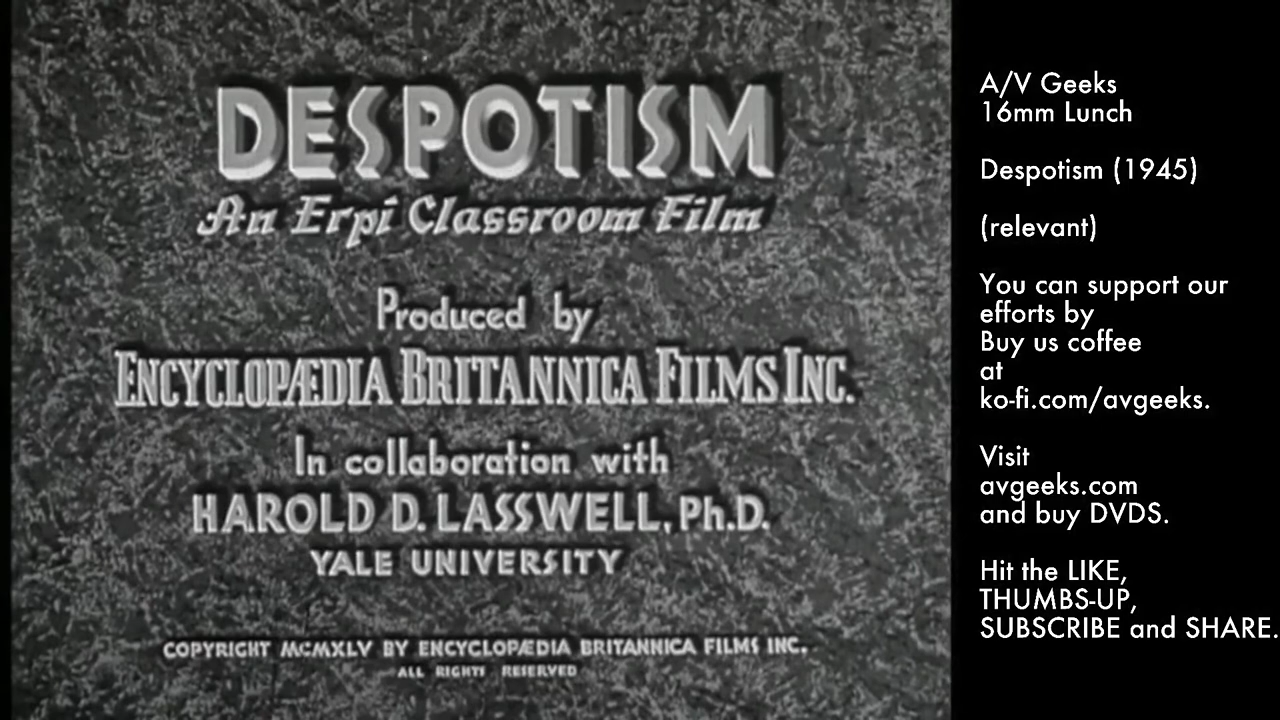 DESPOTISM
An Erpi Classroom Film
Produced by
ENCYCLOPÆDIA BRITANNICA FILMS INC.
In collaboration with
HAROLD D. LASSWELL, Ph.D.
YALE UNIVERSITY
COPYRIGHT MCMXLV BY ENCYCLOPÆDIA BRITANNICA FILMS INC.
ALL RIGHTS RESERVED
A/V Geeks
16mm Lunch
Despotism (1945)
(relevant)
You can support our
efforts by
Buy us coffee
at
ko-fi.com/avgeeks.
Visit
avgeeks.com
and buy DVDS.
Hit the LIKE,
THUMBS-UP,
SUBSCRIBE and SHARE.